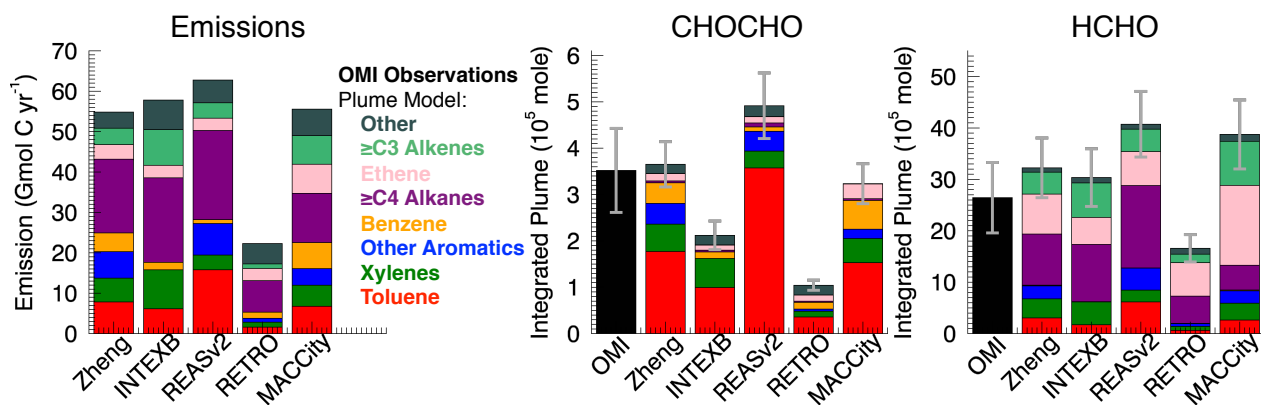 Emissions
CHOCHO
HCHO
Emission (Gmol C yr⁻¹)
70
60
50
40
30
20
10
0
Zheng
INTEXB
REASv2
RETRO
MACCity
OMI Observations
Plume Model:
Other
≥C3 Alkenes
Ethene
≥C4 Alkanes
Benzene
Other Aromatics
Xylenes
Toluene
Integrated Plume (10⁵ mole)
6
5
4
3
2
1
0
OMI
Zheng
INTEXB
REASv2
RETRO
MACCity
Integrated Plume (10⁵ mole)
50
40
30
20
10
0
OMI
Zheng
INTEXB
REASv2
RETRO
MACCity